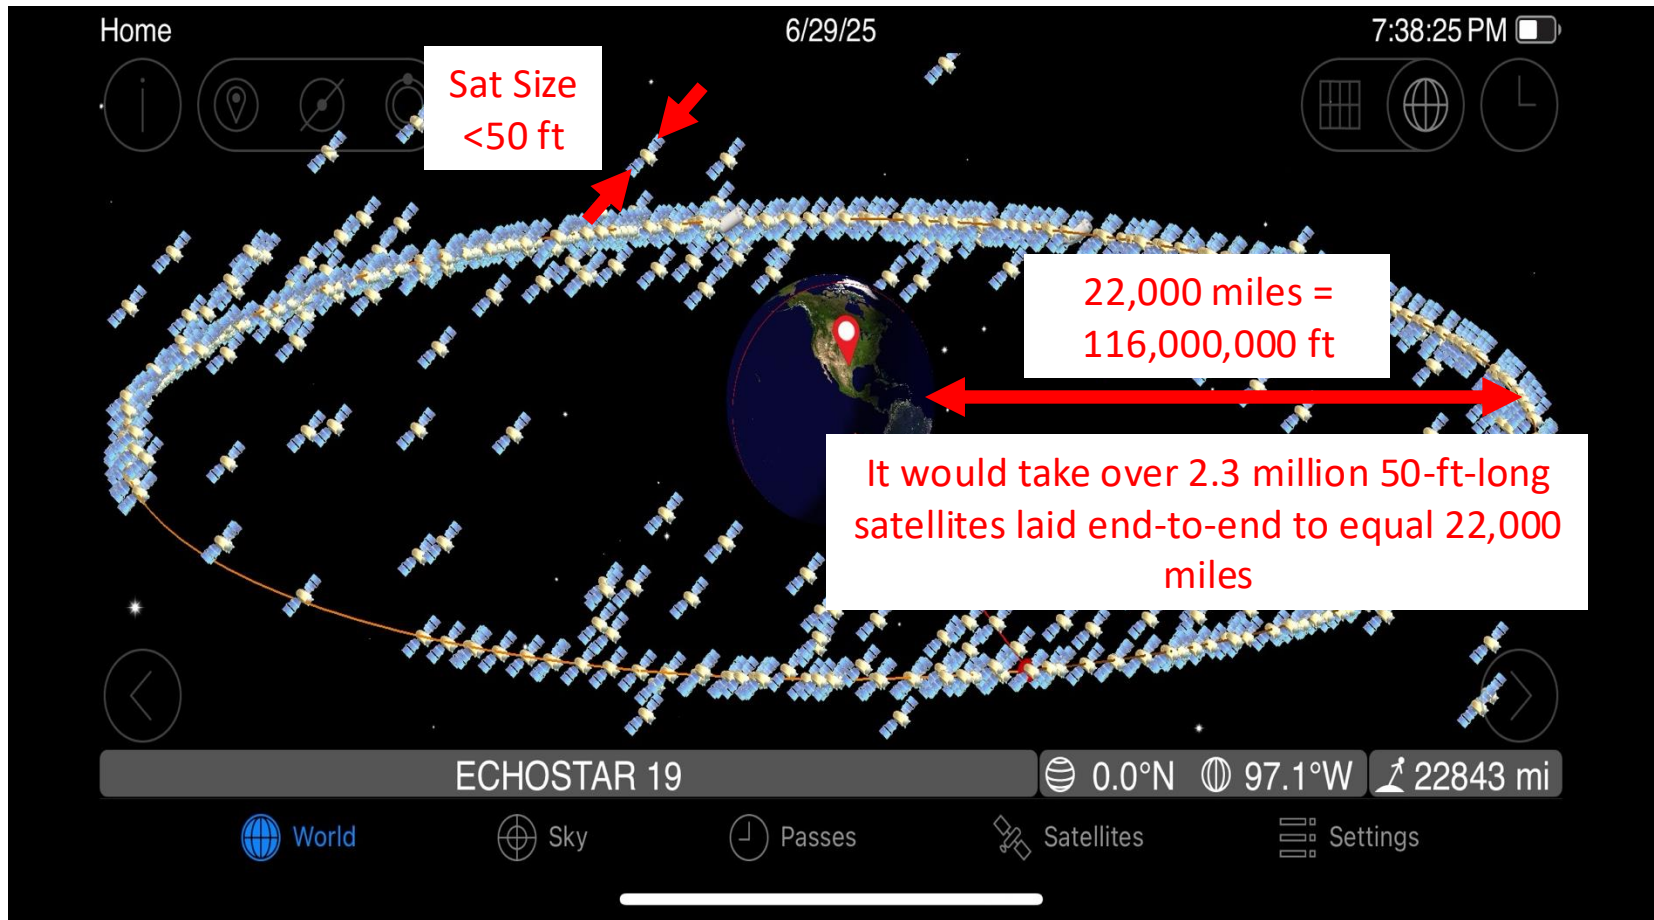 Home
6/29/25
7:38:25 PM
Sat Size
<50 ft
22,000 miles =
116,000,000 ft
It would take over 2.3 million 50-ft-long
satellites laid end-to-end to equal 22,000
miles
ECHOSTAR 19
0.0°N
97.1°W
22843 mi
World
Sky
Passes
Satellites
Settings